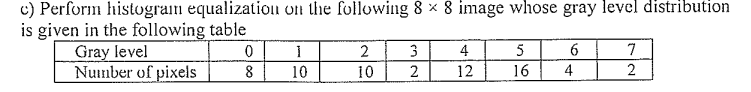 c) Perform histogram equalization on the following 8 × 8 image whose gray level distribution
is given in the following table
Gray level 0 1 2 3 4 5 6 7
Number of pixels 8 10 10 2 12 16 4 2